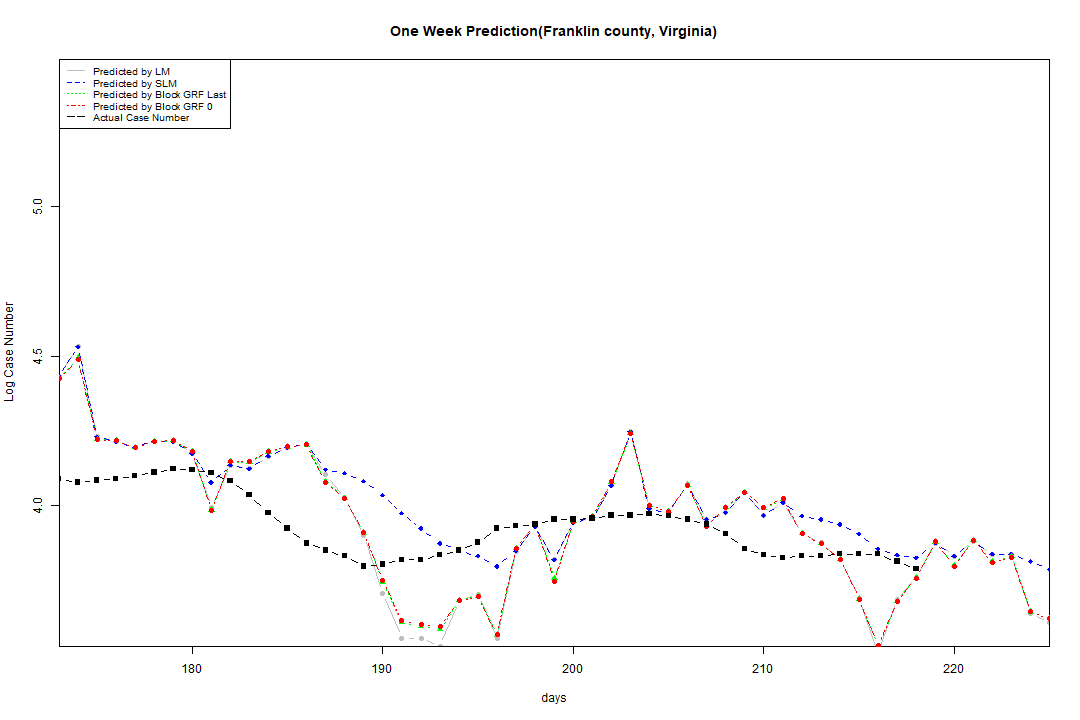 One Week Prediction(Franklin county, Virginia)
Predicted by LM
Predicted by SLM
Predicted by Block GRF Last
Predicted by Block GRF 0
Actual Case Number
Log Case Number
5.0
4.5
4.0
180 190 200 210 220
days